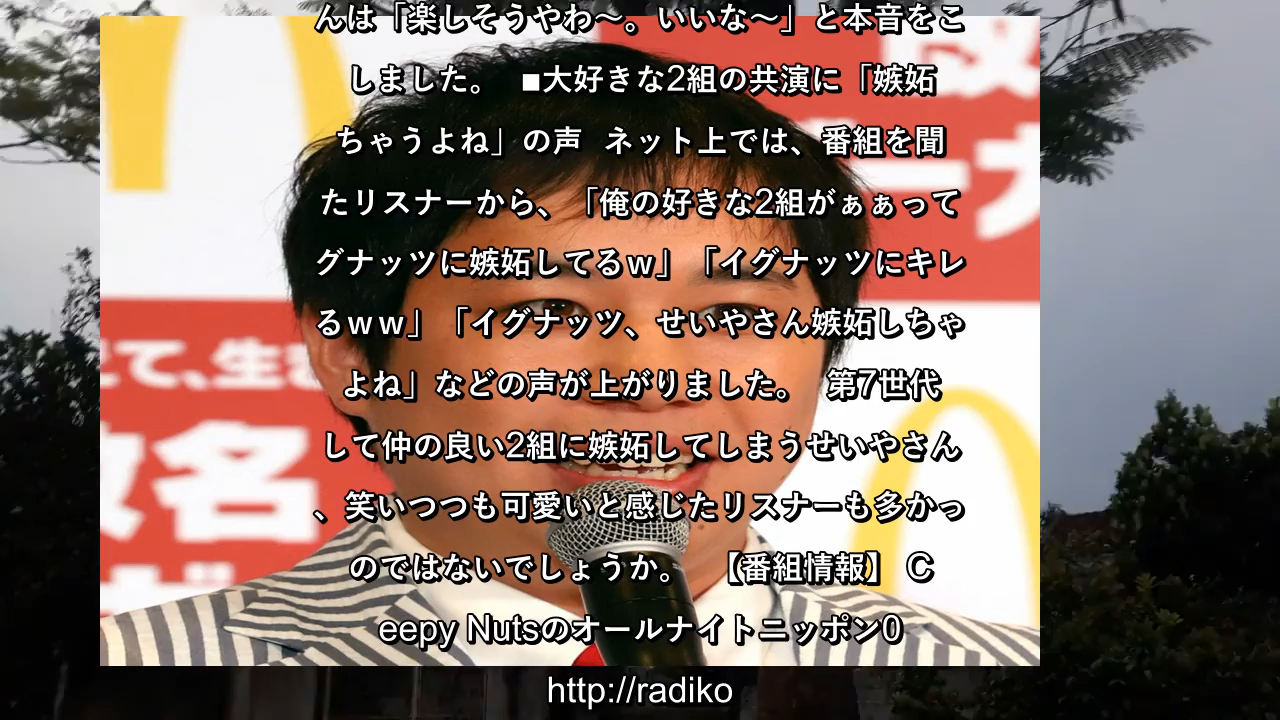 んは「楽しそうやわ〜。いいな〜」と本音をこ
しました。 ■大好きな2組の共演に「嫉妬
ちゃうよね」の声 ネット上では、番組を聞
たリスナーから、「俺の好きな2組がぁぁって
グナッツに嫉妬してるｗ」「イグナッツにキレ
るｗｗ」「イグナッツ、せいやさん嫉妬しちゃ
よね」などの声が上がりました。 第7世代
して仲の良い2組に嫉妬してしまうせいやさん
、笑いつつも可愛いと感じたリスナーも多かっ
のではないでしょうか。 【番組情報】 C
eepy Nutsのオールナイトニッポン0
http://radiko
て、生
名